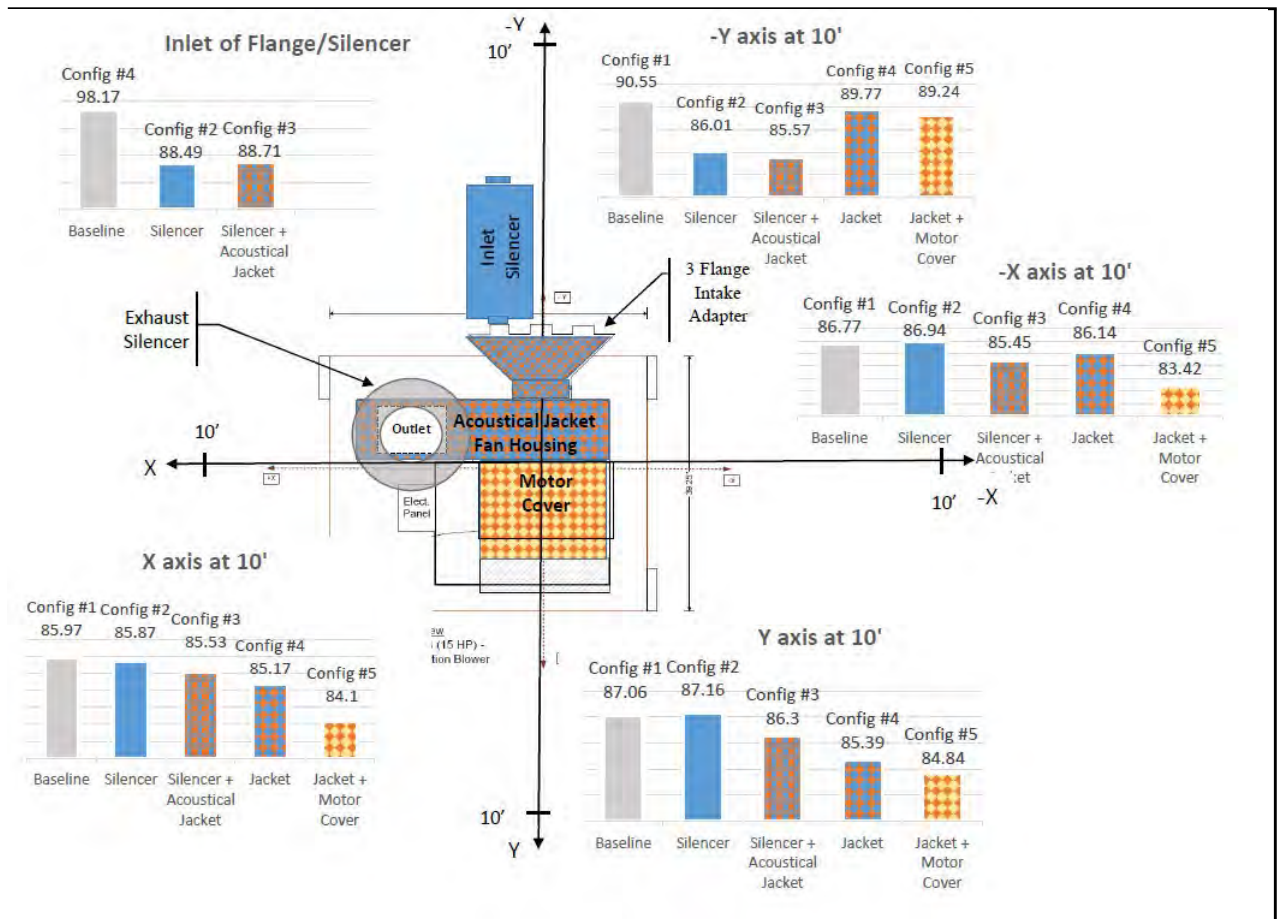 -Y
10'
Inlet of Flange/Silencer
Config #4
98.17
Config #2
88.49
Config #3
88.71
Baseline
Silencer
Silencer +
Acoustical
Jacket
-Y axis at 10'
Config #1
90.55
Config #2
86.01
Config #3
85.57
Config #4
89.77
Config #5
89.24
Baseline
Silencer
Silencer +
Acoustical
Jacket
Jacket
Jacket +
Motor
Cover
Inlet
Silencer
3 Flange
Intake
Adapter
-Y
Exhaust
Silencer
-X axis at 10'
Config #1
86.77
Config #2
86.94
Config #3
85.45
Config #4
86.14
Config #5
83.42
Baseline
Silencer
Silencer +
Acoustical
Jacket
Jacket +
Motor
Cover
Outlet
Acoustical Jacket
Fan Housing
10'
X
+X
Motor
Cover
Elect.
Panel
39.25"
10'
-X
X axis at 10'
Config #1
85.97
Config #2
85.87
Config #3
85.53
Config #4
85.17
Config #5
84.1
Baseline
Silencer
Silencer +
Acoustical
Jacket
Jacket
Jacket +
Motor
Cover
(15 HP) -
tion Blower
Y axis at 10'
Config #1
87.06
Config #2
87.16
Config #3
86.3
Config #4
85.39
Config #5
84.84
Baseline
Silencer
Silencer +
Acoustical
Jacket
Jacket
Jacket +
Motor
Cover
10'
Y